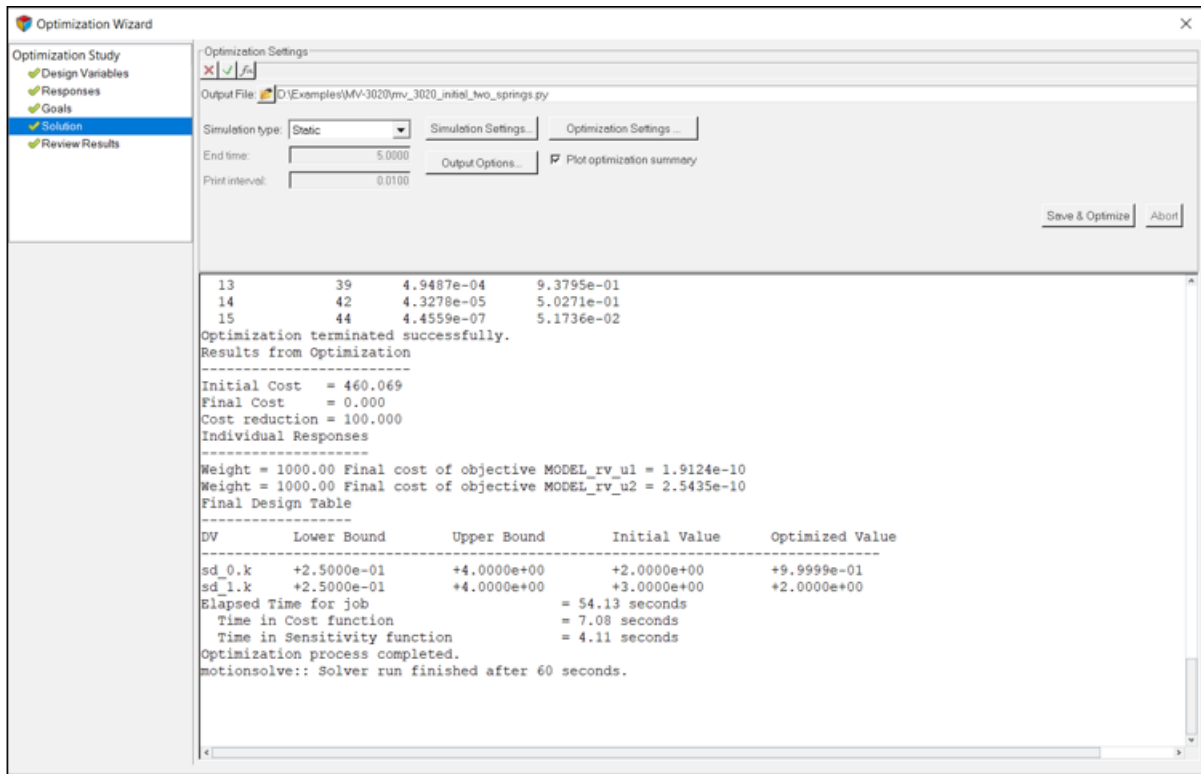 Optimization Wizard
Optimization Study
Design Variables
Responses
Goals
Solution
Review Results
Optimization Settings
Output File: D:\Examples\MV-3020\mv_3020_initial_two_springs.py
Simulation type: Static Simulation Settings... Optimization Settings ...
End time: 5.0000 Output Options... Plot optimization summary
Print interval: 0.0100
Save & Optimize Abort
13 39 4.9487e-04 9.3795e-01
14 42 4.3278e-05 5.0271e-01
15 44 4.4559e-07 5.1736e-02
Optimization terminated successfully.
Results from Optimization
--------------------------
Initial Cost = 460.069
Final Cost = 0.000
Cost reduction = 100.000
Individual Responses
---------------------
Weight = 1000.00 Final cost of objective MODEL_rv_u1 = 1.9124e-10
Weight = 1000.00 Final cost of objective MODEL_rv_u2 = 2.5435e-10
Final Design Table
------------------
DV Lower Bound Upper Bound Initial Value Optimized Value
---------------------------------------------------------------------------------
sd_0.k +2.5000e-01 +4.0000e+00 +2.0000e+00 +9.9999e-01
sd_1.k +2.5000e-01 +4.0000e+00 +3.0000e+00 +2.0000e+00
Elapsed Time for job = 54.13 seconds
Time in Cost function = 7.08 seconds
Time in Sensitivity function = 4.11 seconds
Optimization process completed.
motionsolve:: Solver run finished after 60 seconds.